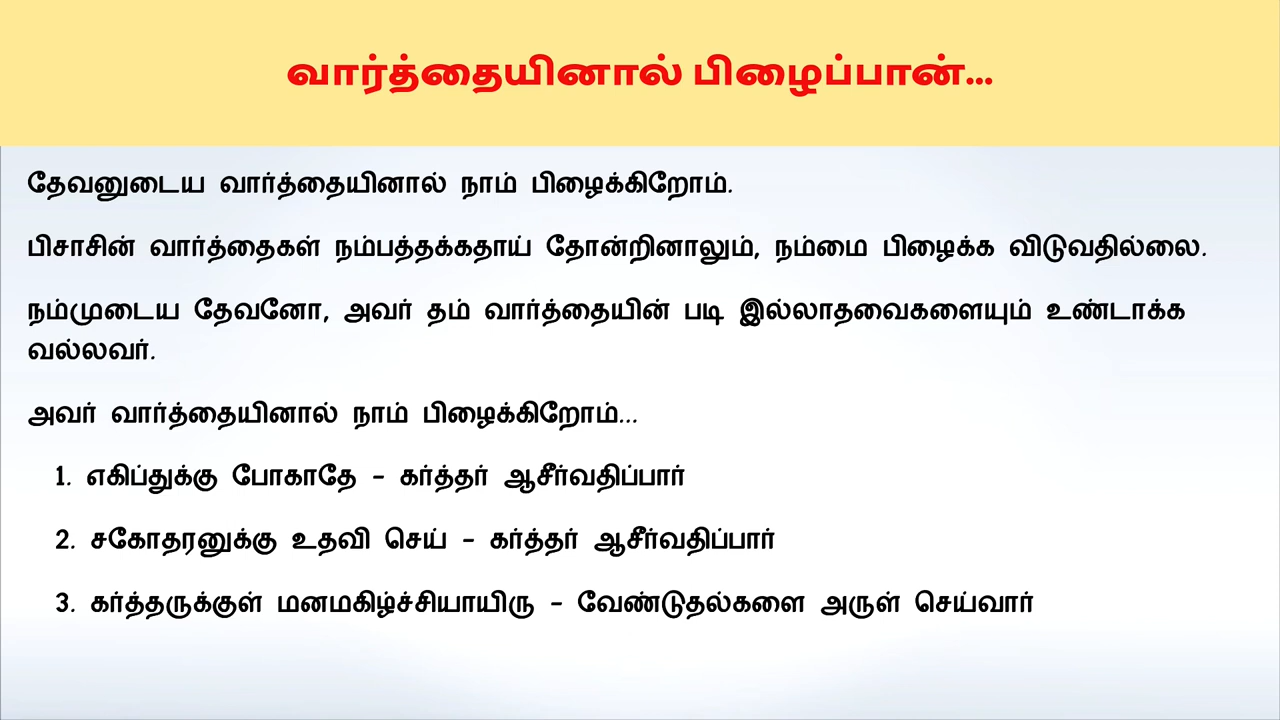 வார்த்தையினால் பிழைப்பான்...
தேவனுடைய வார்த்தையினால் நாம் பிழைக்கிறோம்.
பிசாசின் வார்த்தைகள் நம்பத்தக்கதாய் தோன்றினாலும், நம்மை பிழைக்க விடுவதில்லை.
நம்முடைய தேவனோ, அவர் தம் வார்த்தையின் படி இல்லாதவைகளையும் உண்டாக்க
வல்லவர்.
அவர் வார்த்தையினால் நாம் பிழைக்கிறோம்...
1. எகிப்துக்கு போகாதே - கர்த்தர் ஆசீர்வதிப்பார்
2. சகோதரனுக்கு உதவி செய் - கர்த்தர் ஆசீர்வதிப்பார்
3. கர்த்தருக்குள் மனமகிழ்ச்சியாயிரு - வேண்டுதல்களை அருள் செய்வார்